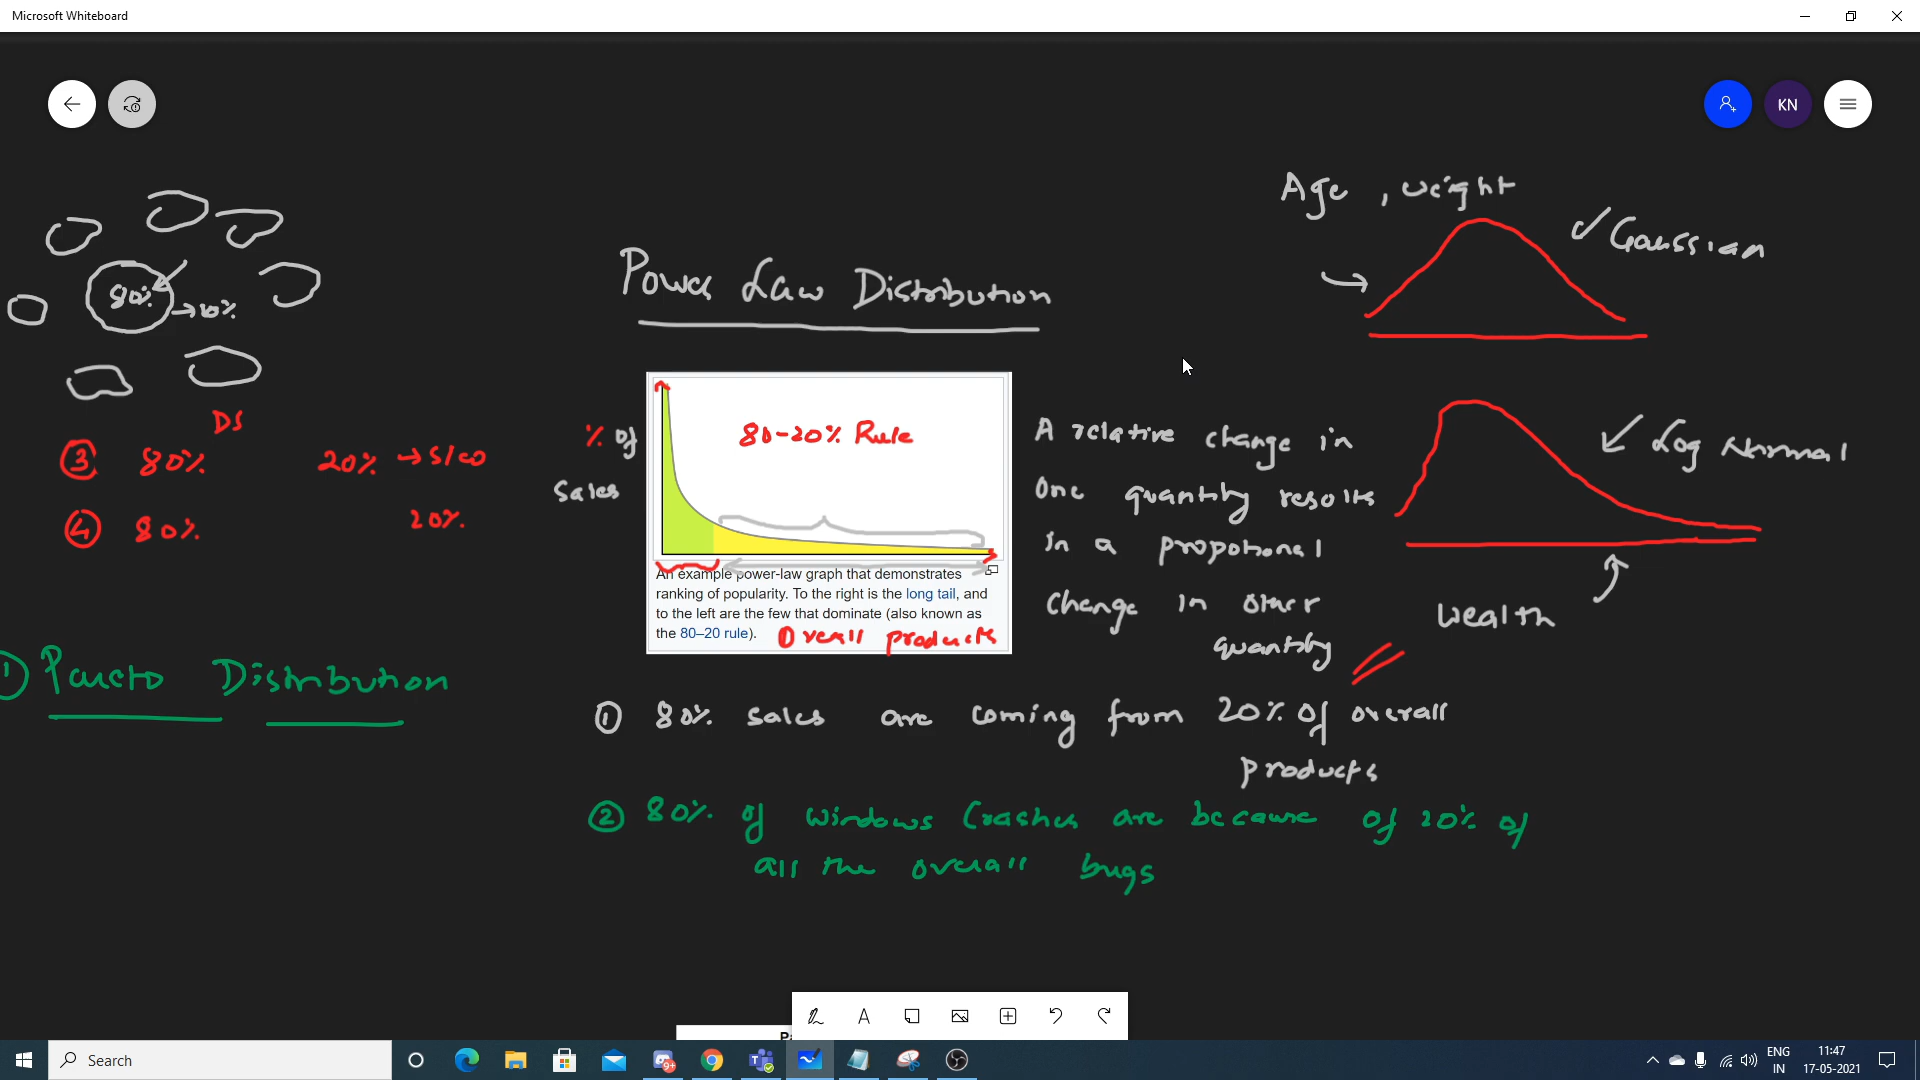 Microsoft Whiteboard
KN
Age , weight
Gaussian
80%
→ 10%
Power Law Distribution
DS
③ 80% 20% →
④ 80% 20%
% of
Sales
80-20% Rule
An example power-law graph that demonstrates
ranking of popularity. To the right is the long tail, and
to the left are the few that dominate (also known as
the 80–20 rule).
Overall products
A relative change in
One quantity results
in a propotional
change in other
quantity
Log Normal
Wealth
① Pareto Distribution
① 80% sales are coming from 20% of overall
products
② 80% of windows Crashes are because of 20% of
all the overall bugs
Search
9+
ENG
IN
11:47
17-05-2021